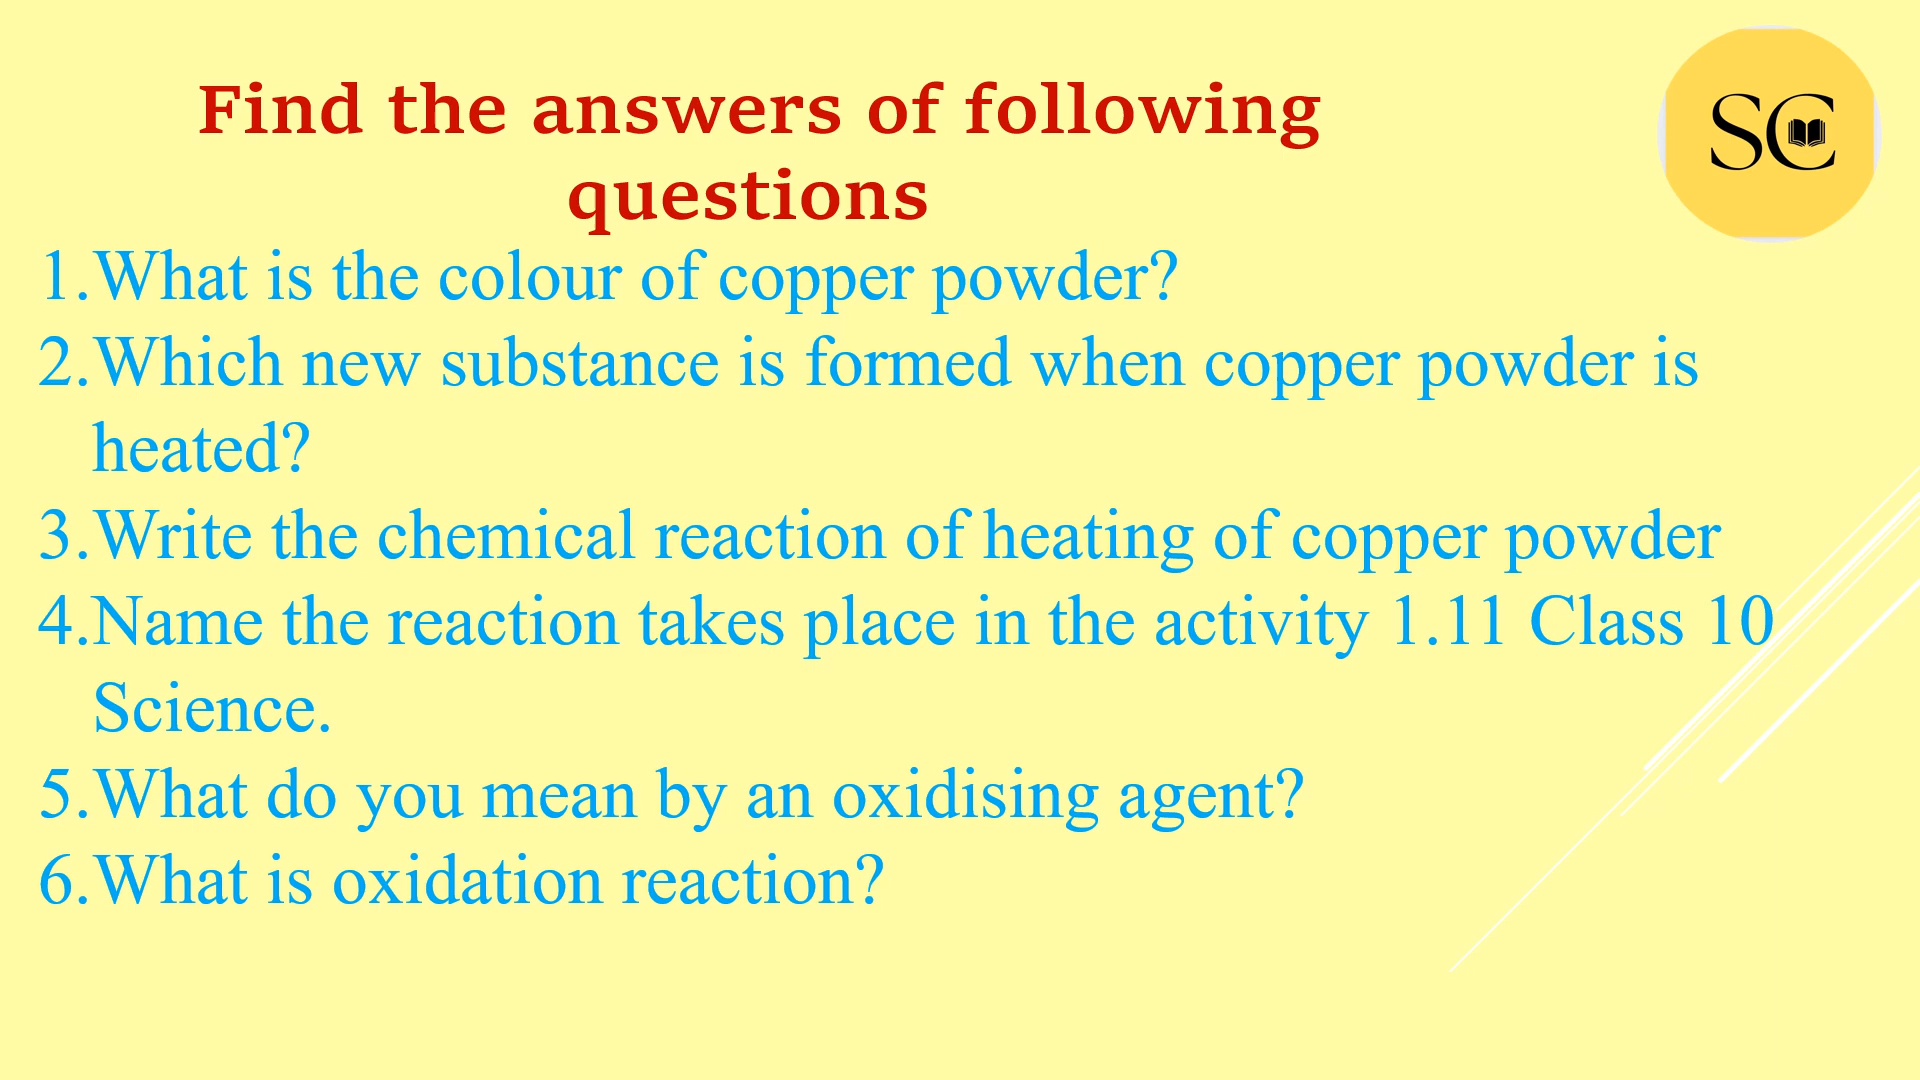 Find the answers of following
questions
SC
1.What is the colour of copper powder?
2.Which new substance is formed when copper powder is
heated?
3.Write the chemical reaction of heating of copper powder
4.Name the reaction takes place in the activity 1.11 Class 10
Science.
5.What do you mean by an oxidising agent?
6.What is oxidation reaction?